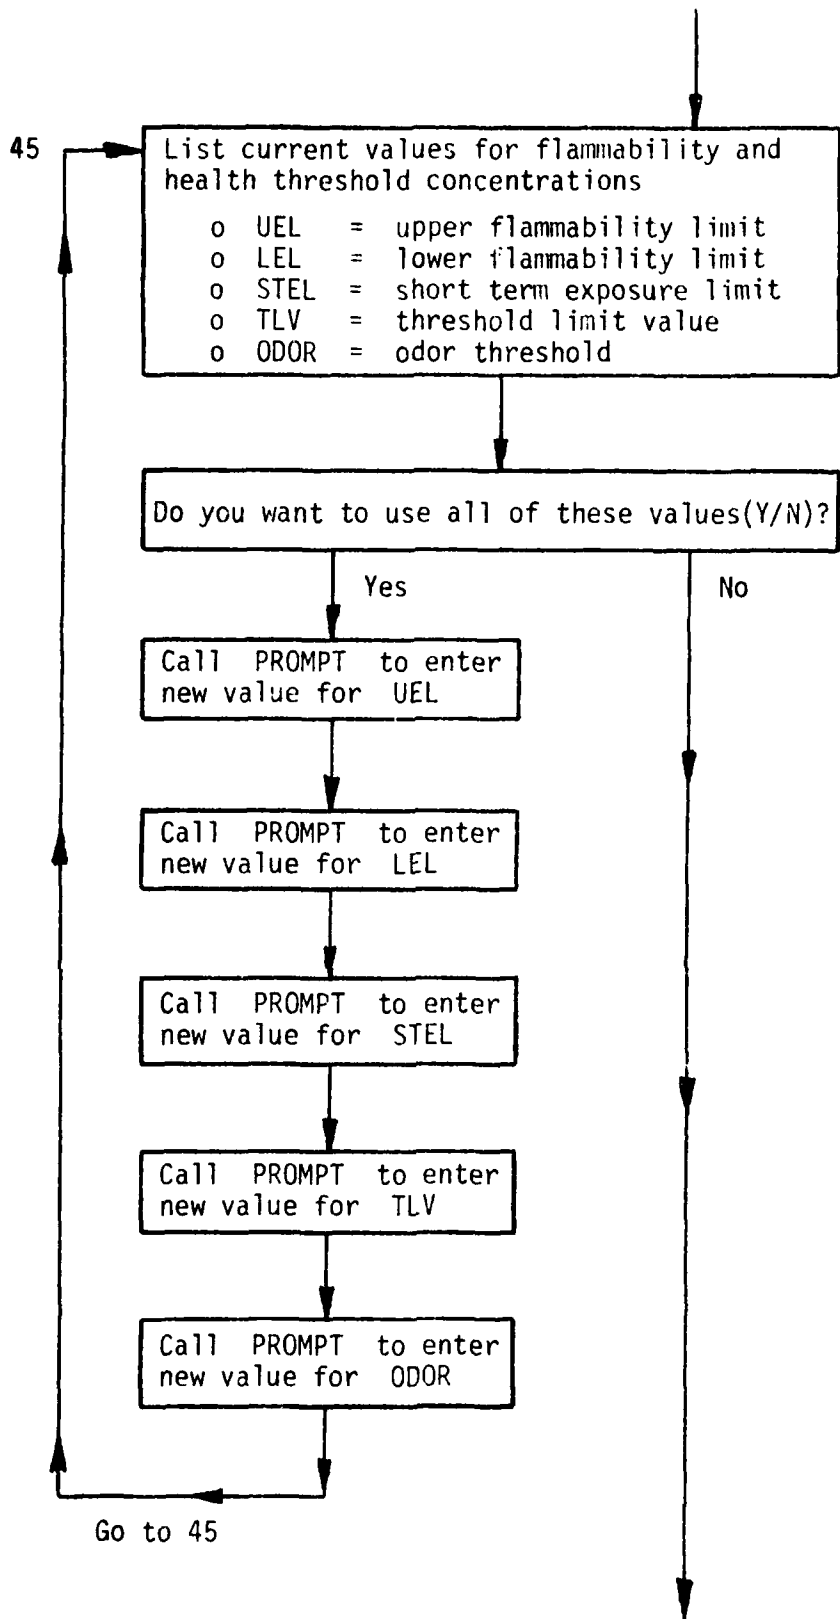 45
List current values for flammability and
health threshold concentrations
o UEL = upper flammability limit
o LEL = lower flammability limit
o STEL = short term exposure limit
o TLV = threshold limit value
o ODOR = odor threshold
Do you want to use all of these values(Y/N)?
Yes
No
Call PROMPT to enter
new value for UEL
Call PROMPT to enter
new value for LEL
Call PROMPT to enter
new value for STEL
Call PROMPT to enter
new value for TLV
Call PROMPT to enter
new value for ODOR
Go to 45